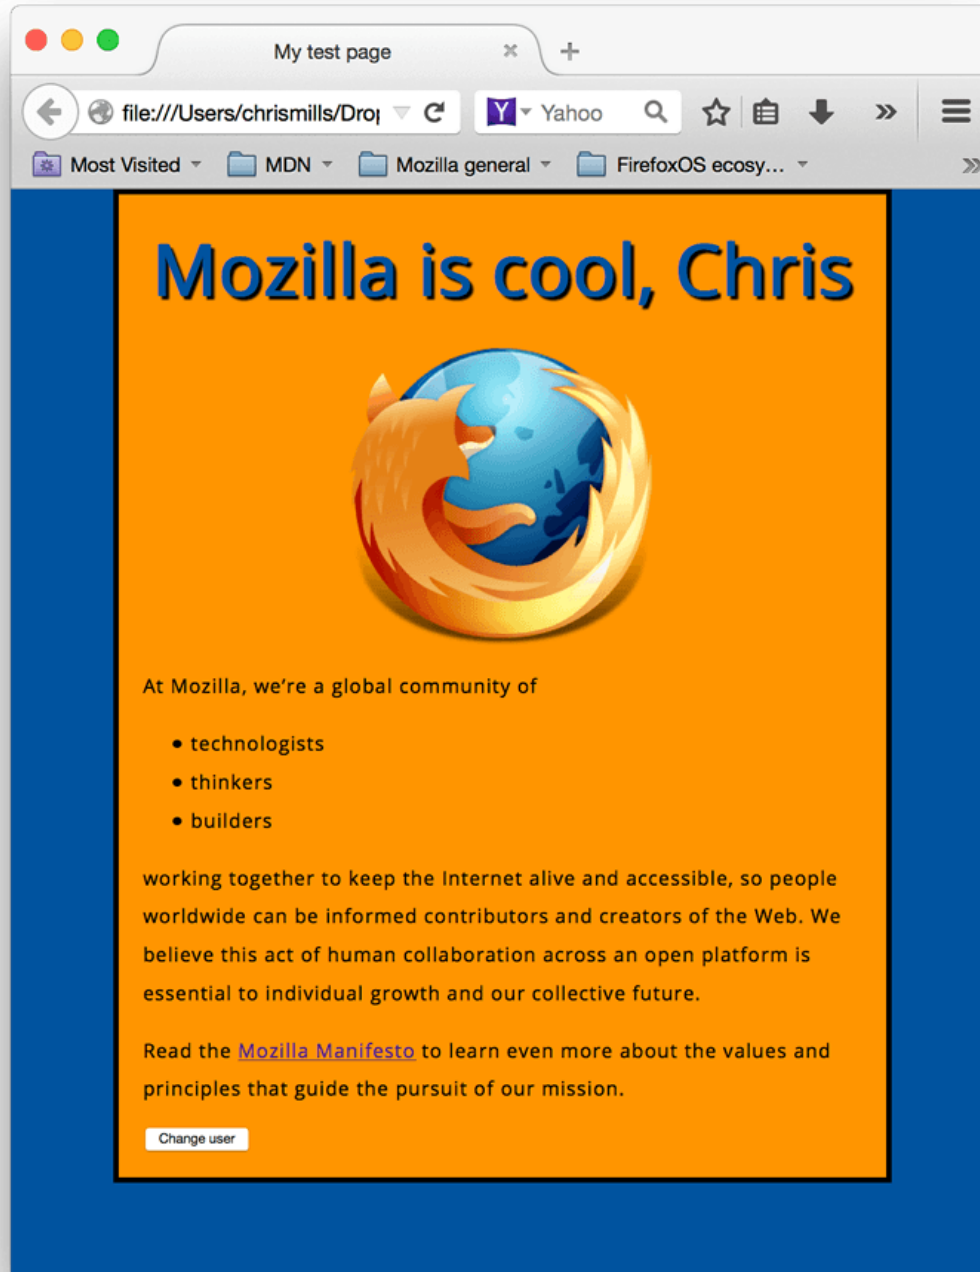 My test page
file:///Users/chrismills/Drop
Yahoo
Most Visited
MDN
Mozilla general
FirefoxOS ecosy...
Mozilla is cool, Chris
At Mozilla, we’re a global community of
• technologists
• thinkers
• builders
working together to keep the Internet alive and accessible, so people
worldwide can be informed contributors and creators of the Web. We
believe this act of human collaboration across an open platform is
essential to individual growth and our collective future.
Read the Mozilla Manifesto to learn even more about the values and
principles that guide the pursuit of our mission.
Change user